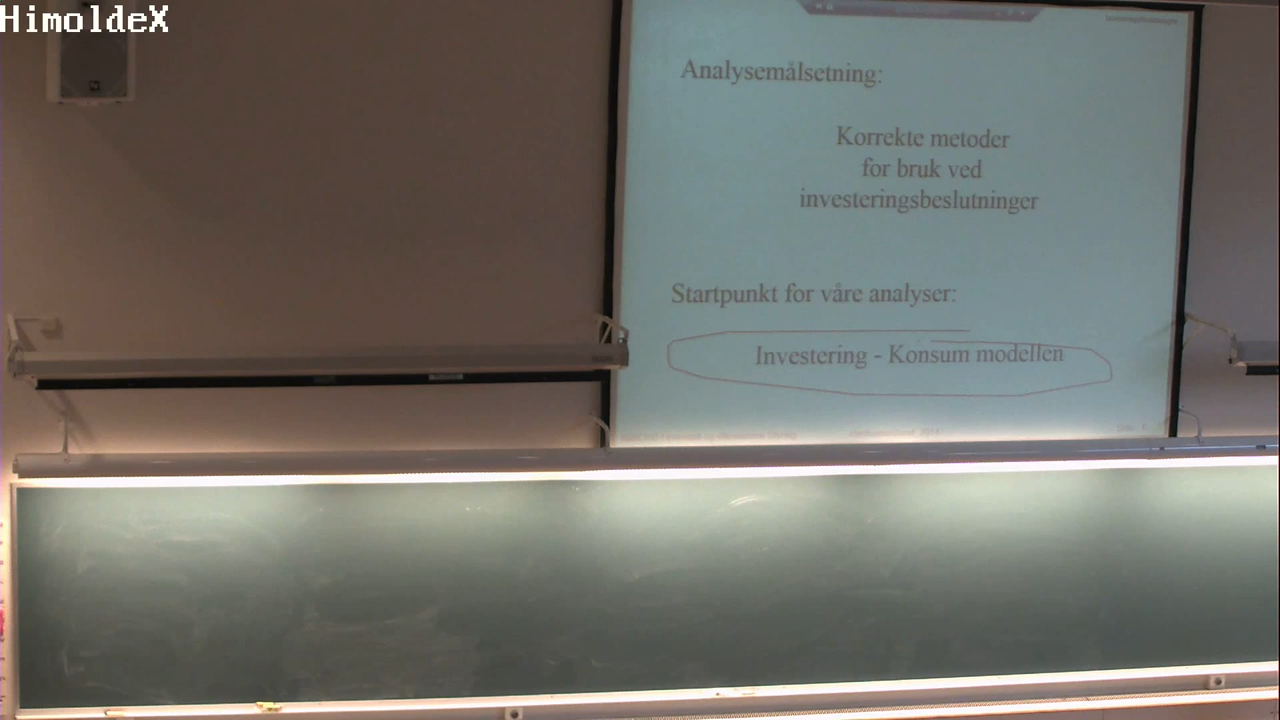 HimoldeX
Analysemålsetning:
Korrekte metoder
for bruk ved
investeringsbeslutninger
Startpunkt for våre analyser:
Investering - Konsum modellen